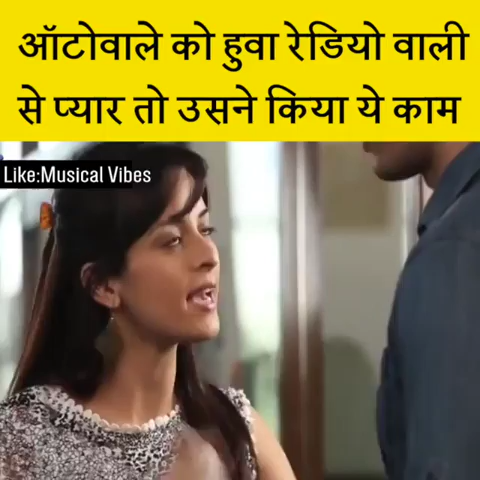 ऑटोवाले को हुवा रेडियो वाली
से प्यार तो उसने किया ये काम
Like:Musical Vibes